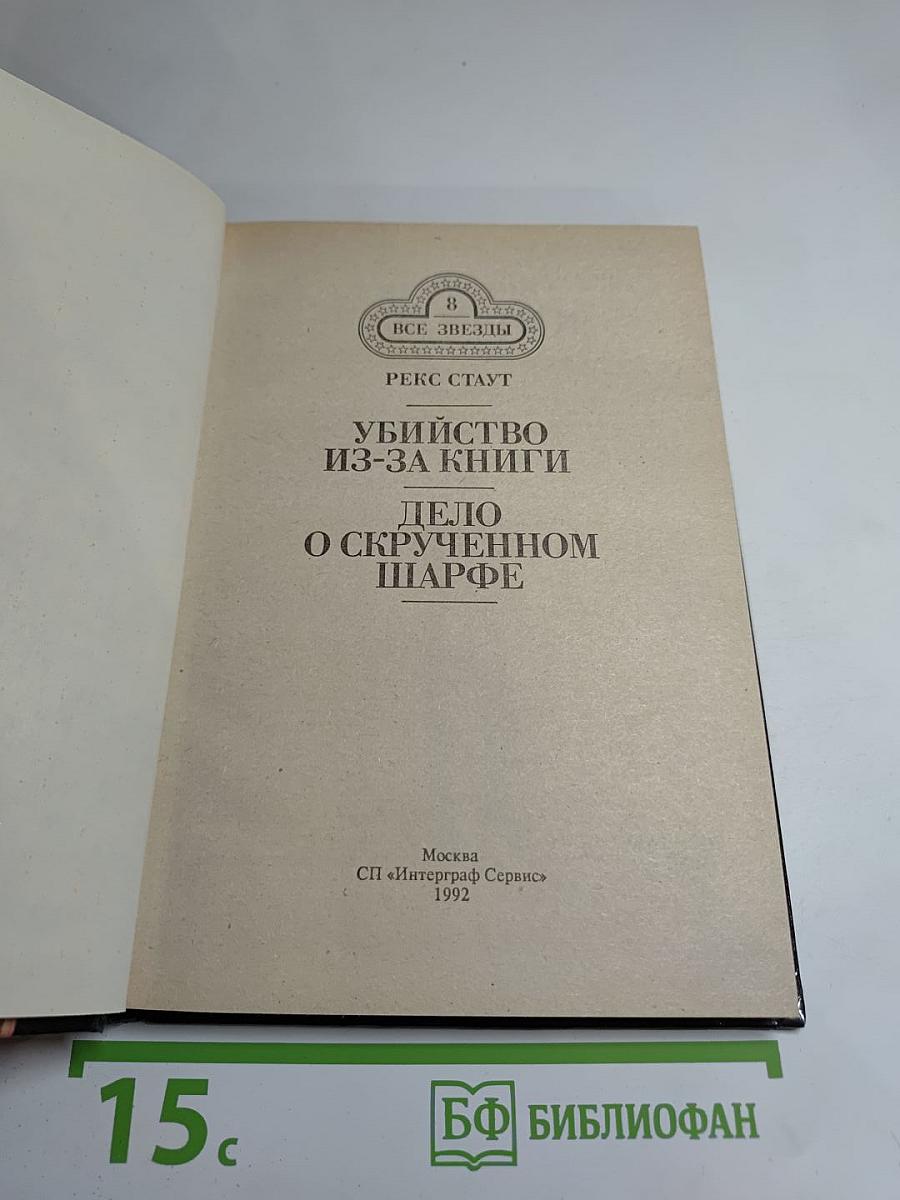 8
ВСЕ ЗВЕЗДЫ
РЕКС СТАУТ
УБИЙСТВО
ИЗ-ЗА КНИГИ
ДЕЛО
О СКРУЧЕННОМ
ШАРФЕ
Москва
СП «Интерграф Сервис»
1992
15 с
БФ БИБЛИОФАН